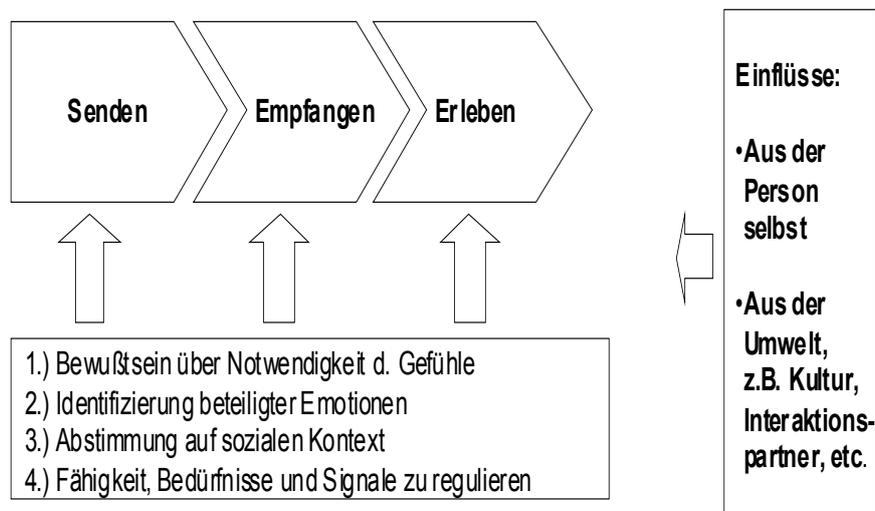 Senden
Empfangen
Erleben
1.) Bewußtsein über Notwendigkeit d. Gefühle
2.) Identifizierung beteiligter Emotionen
3.) Abstimmung auf sozialen Kontext
4.) Fähigkeit, Bedürfnisse und Signale zu regulieren
Einflüsse:
•Aus der
Person
selbst
•Aus der
Umwelt,
z.B. Kultur,
Interaktions-
partner, etc.